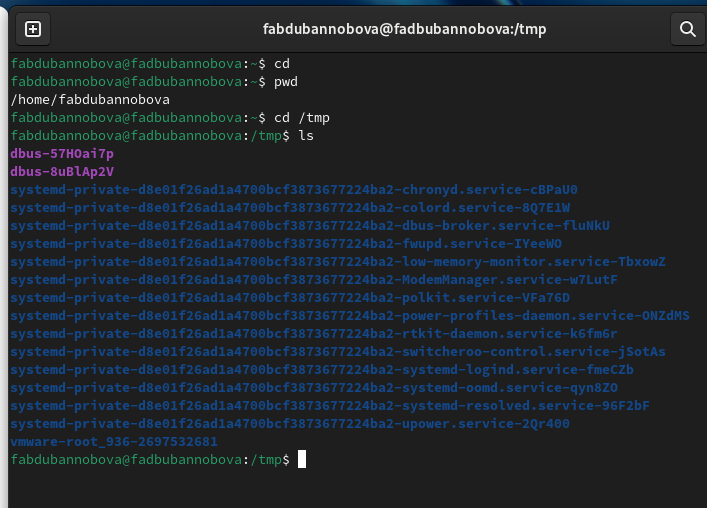 fabdubannobova@fadbubannobova:/tmp
fabdubannobova@fadbubannobova:~$ cd
fabdubannobova@fadbubannobova:~$ pwd
/home/fabdubannobova
fabdubannobova@fadbubannobova:~$ cd /tmp
fabdubannobova@fadbubannobova:/tmp$ ls
dbus-57HOai7p
dbus-8uBlAp2V
systemd-private-d8e01f26ad1a4700bcf3873677224ba2-chronyd.service-cBPaU0
systemd-private-d8e01f26ad1a4700bcf3873677224ba2-colord.service-8Q7E1W
systemd-private-d8e01f26ad1a4700bcf3873677224ba2-dbus-broker.service-fluNkU
systemd-private-d8e01f26ad1a4700bcf3873677224ba2-fwupd.service-IYeeWO
systemd-private-d8e01f26ad1a4700bcf3873677224ba2-low-memory-monitor.service-TbxowZ
systemd-private-d8e01f26ad1a4700bcf3873677224ba2-ModemManager.service-w7LutF
systemd-private-d8e01f26ad1a4700bcf3873677224ba2-polkit.service-VFa76D
systemd-private-d8e01f26ad1a4700bcf3873677224ba2-power-profiles-daemon.service-ONZdMS
systemd-private-d8e01f26ad1a4700bcf3873677224ba2-rtkit-daemon.service-k6fm6r
systemd-private-d8e01f26ad1a4700bcf3873677224ba2-switcheroo-control.service-jSotAs
systemd-private-d8e01f26ad1a4700bcf3873677224ba2-systemd-logind.service-fmeCZb
systemd-private-d8e01f26ad1a4700bcf3873677224ba2-systemd-oomd.service-qyn8ZO
systemd-private-d8e01f26ad1a4700bcf3873677224ba2-systemd-resolved.service-96F2bF
systemd-private-d8e01f26ad1a4700bcf3873677224ba2-upower.service-2Qr400
vmware-root_936-2697532681
fabdubannobova@fadbubannobova:/tmp$